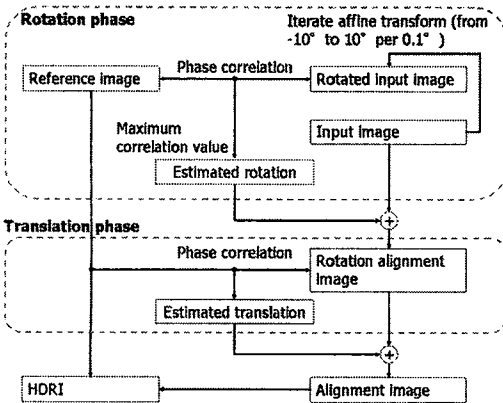 Rotation phase
Iterate affine transform (from
-10° to 10° per 0.1° )
Phase correlation
Reference image
Rotated input image
Maximum
correlation value
Input image
Estimated rotation
+
Translation phase
Phase correlation
Rotation alignment
image
Estimated translation
+
HDRI
Alignment image